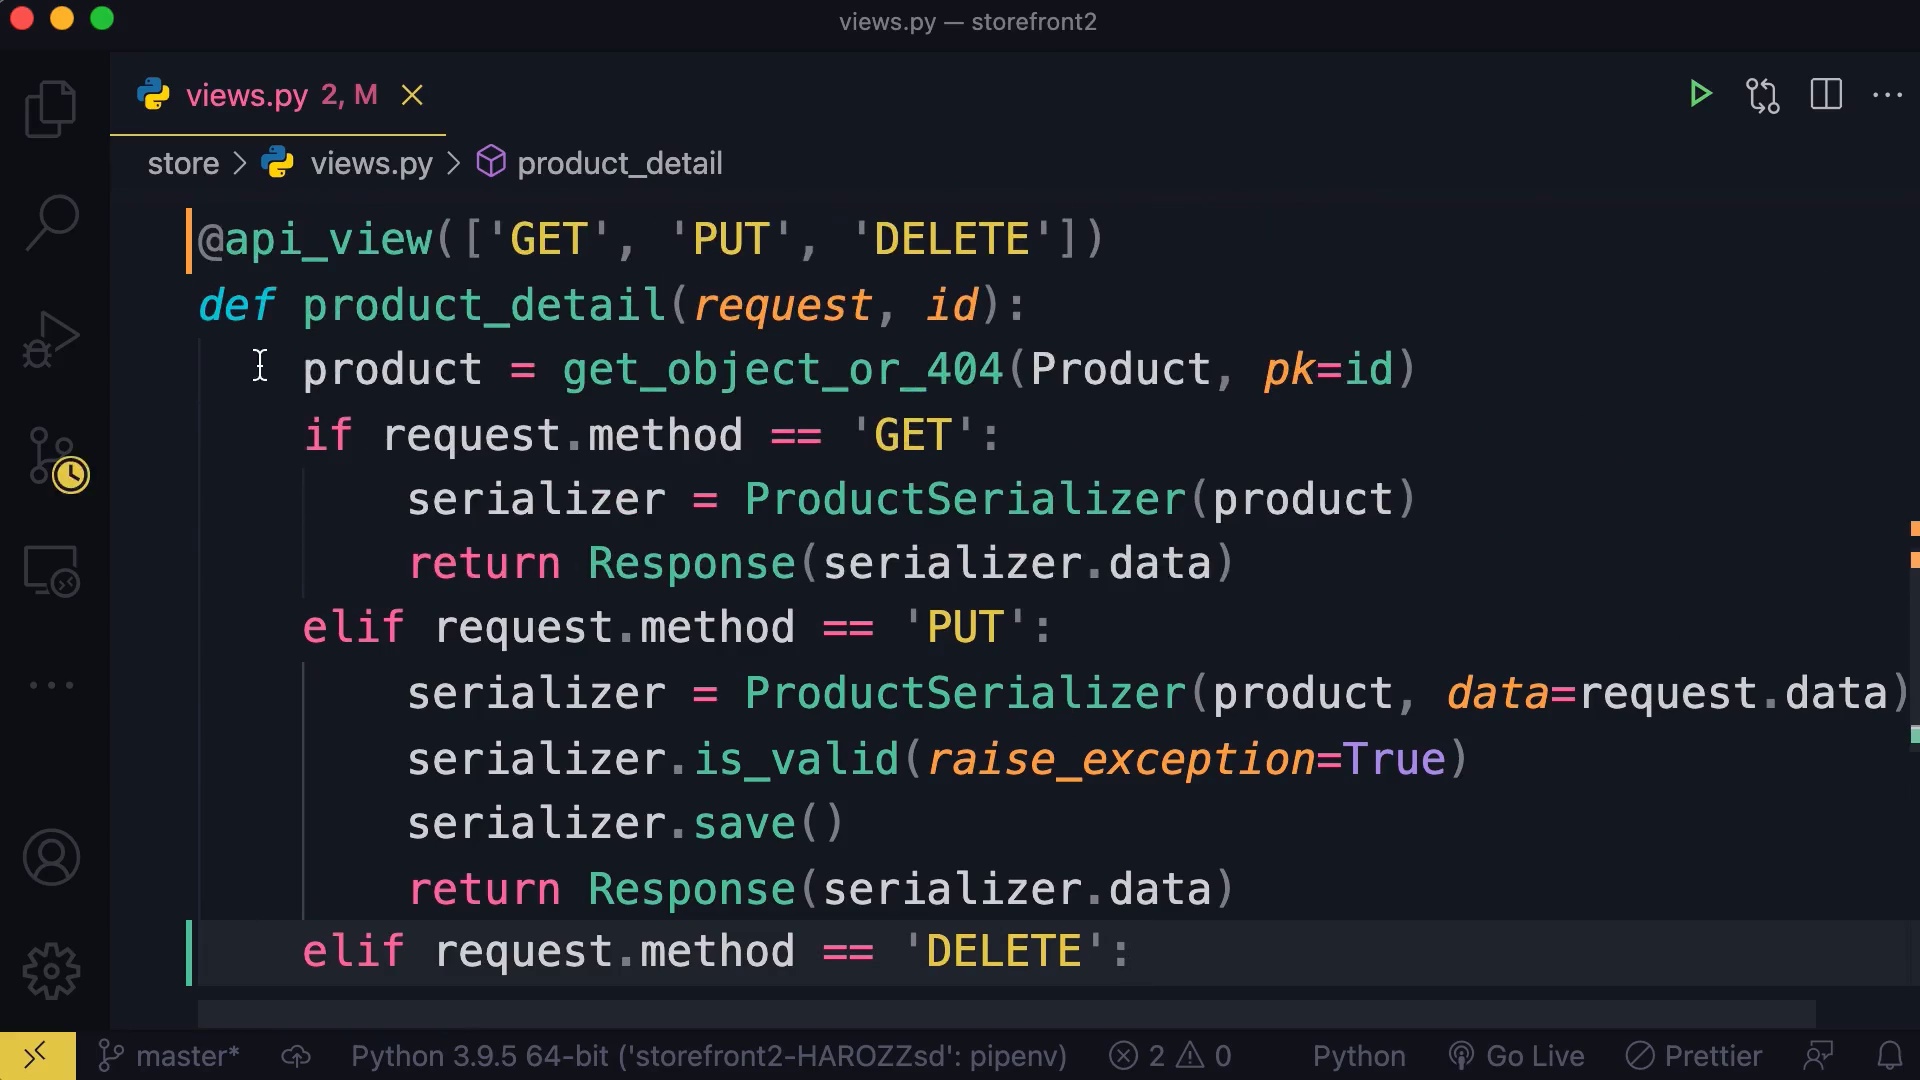 views.py — storefront2
views.py 2, M
store > views.py > product_detail
@api_view(['GET', 'PUT', 'DELETE'])
def product_detail(request, id):
    product = get_object_or_404(Product, pk=id)
    if request.method == 'GET':
        serializer = ProductSerializer(product)
        return Response(serializer.data)
    elif request.method == 'PUT':
        serializer = ProductSerializer(product, data=request.data)
        serializer.is_valid(raise_exception=True)
        serializer.save()
        return Response(serializer.data)
    elif request.method == 'DELETE':
master* Python 3.9.5 64-bit ('storefront2-HAROZZsd': pipenv) 2 0 Python Go Live Prettier